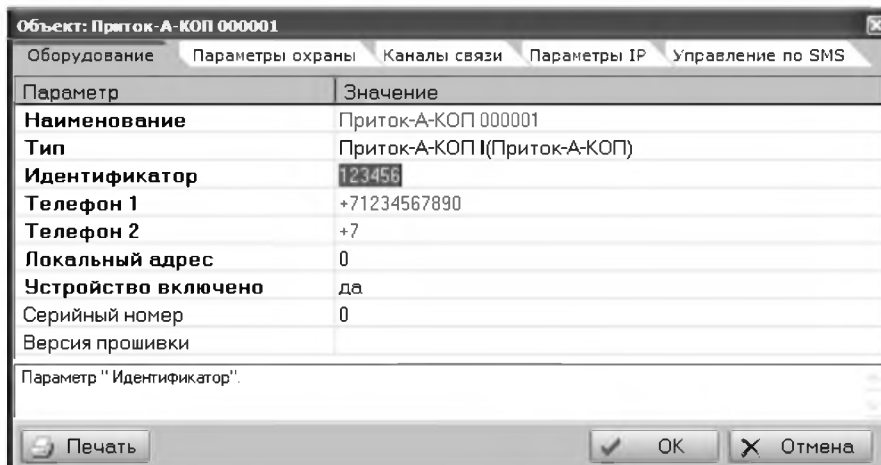 Объект: Приток-А-КОП 000001
Оборудование Параметры охраны Каналы связи Параметры IP Управление по SMS
Параметр Значение
Наименование Приток-А-КОП 000001
Тип Приток-А-КОП I(Приток-А-КОП)
Идентификатор 123456
Телефон 1 +71234567890
Телефон 2 +7
Локальный адрес 0
Устройство включено да
Серийный номер 0
Версия прошивки
Параметр " Идентификатор".
Печать OK Отмена